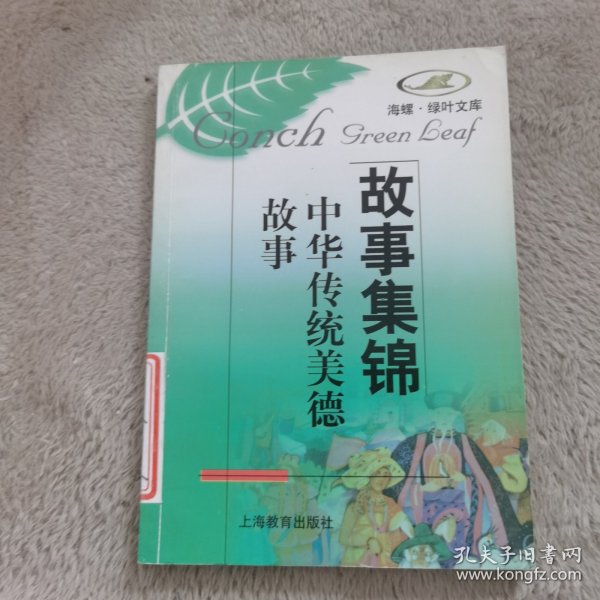 海螺·绿叶文库
Conch Green Leaf
故事集锦
中华传统美德
故事
上海教育出版社
孔夫子旧书网
www.kongfz.com